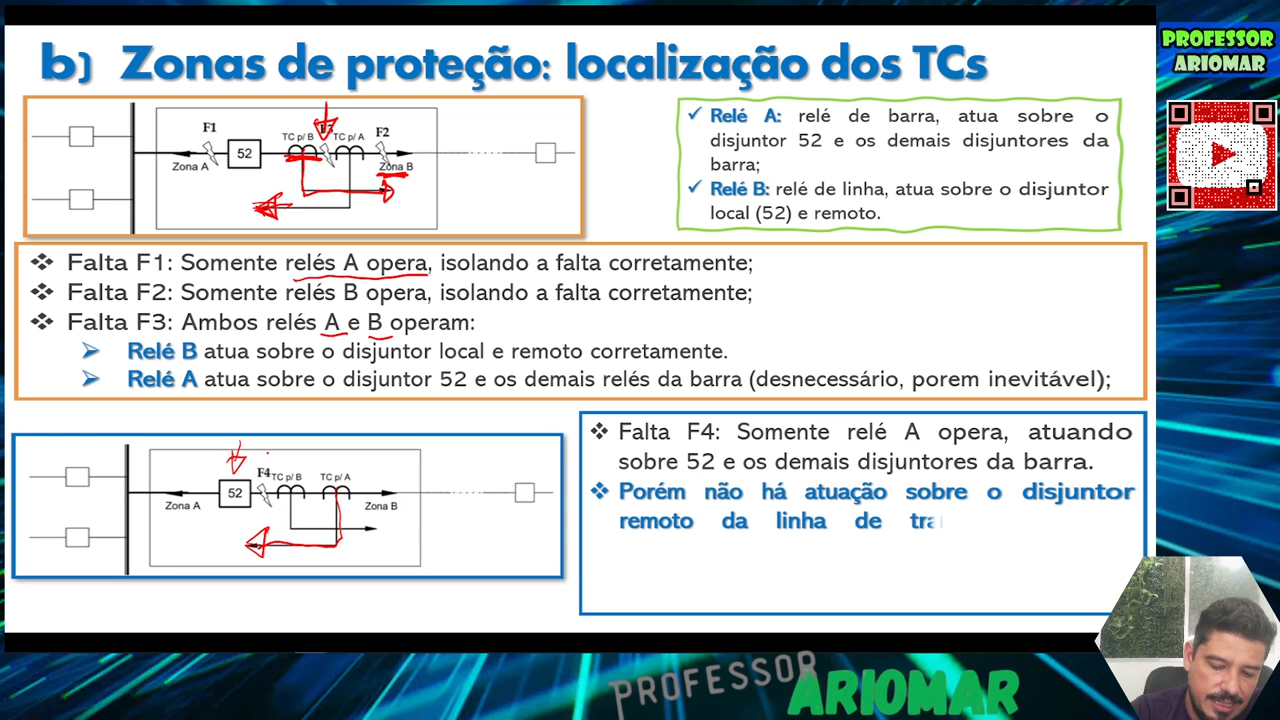 b) Zonas de proteção: localização dos TCs
PROFESSOR
ARIOMAR
F1
TC p/ B
TC p/ A
F2
52
Zona A
Zona B
✓ Relé A: relé de barra, atua sobre o
disjuntor 52 e os demais disjuntores da
barra;
✓ Relé B: relé de linha, atua sobre o disjuntor
local (52) e remoto.
❖ Falta F1: Somente relés A opera, isolando a falta corretamente;
❖ Falta F2: Somente relés B opera, isolando a falta corretamente;
❖ Falta F3: Ambos relés A e B operam:
➢ Relé B atua sobre o disjuntor local e remoto corretamente.
➢ Relé A atua sobre o disjuntor 52 e os demais relés da barra (desnecessário, porem inevitável);
F4
TC p/ B
TC p/ A
52
Zona A
Zona B
❖ Falta F4: Somente relé A opera, atuando
sobre 52 e os demais disjuntores da barra.
❖ Porém não há atuação sobre o disjuntor
remoto da linha de tra
PROFESSOR
ARIOMAR